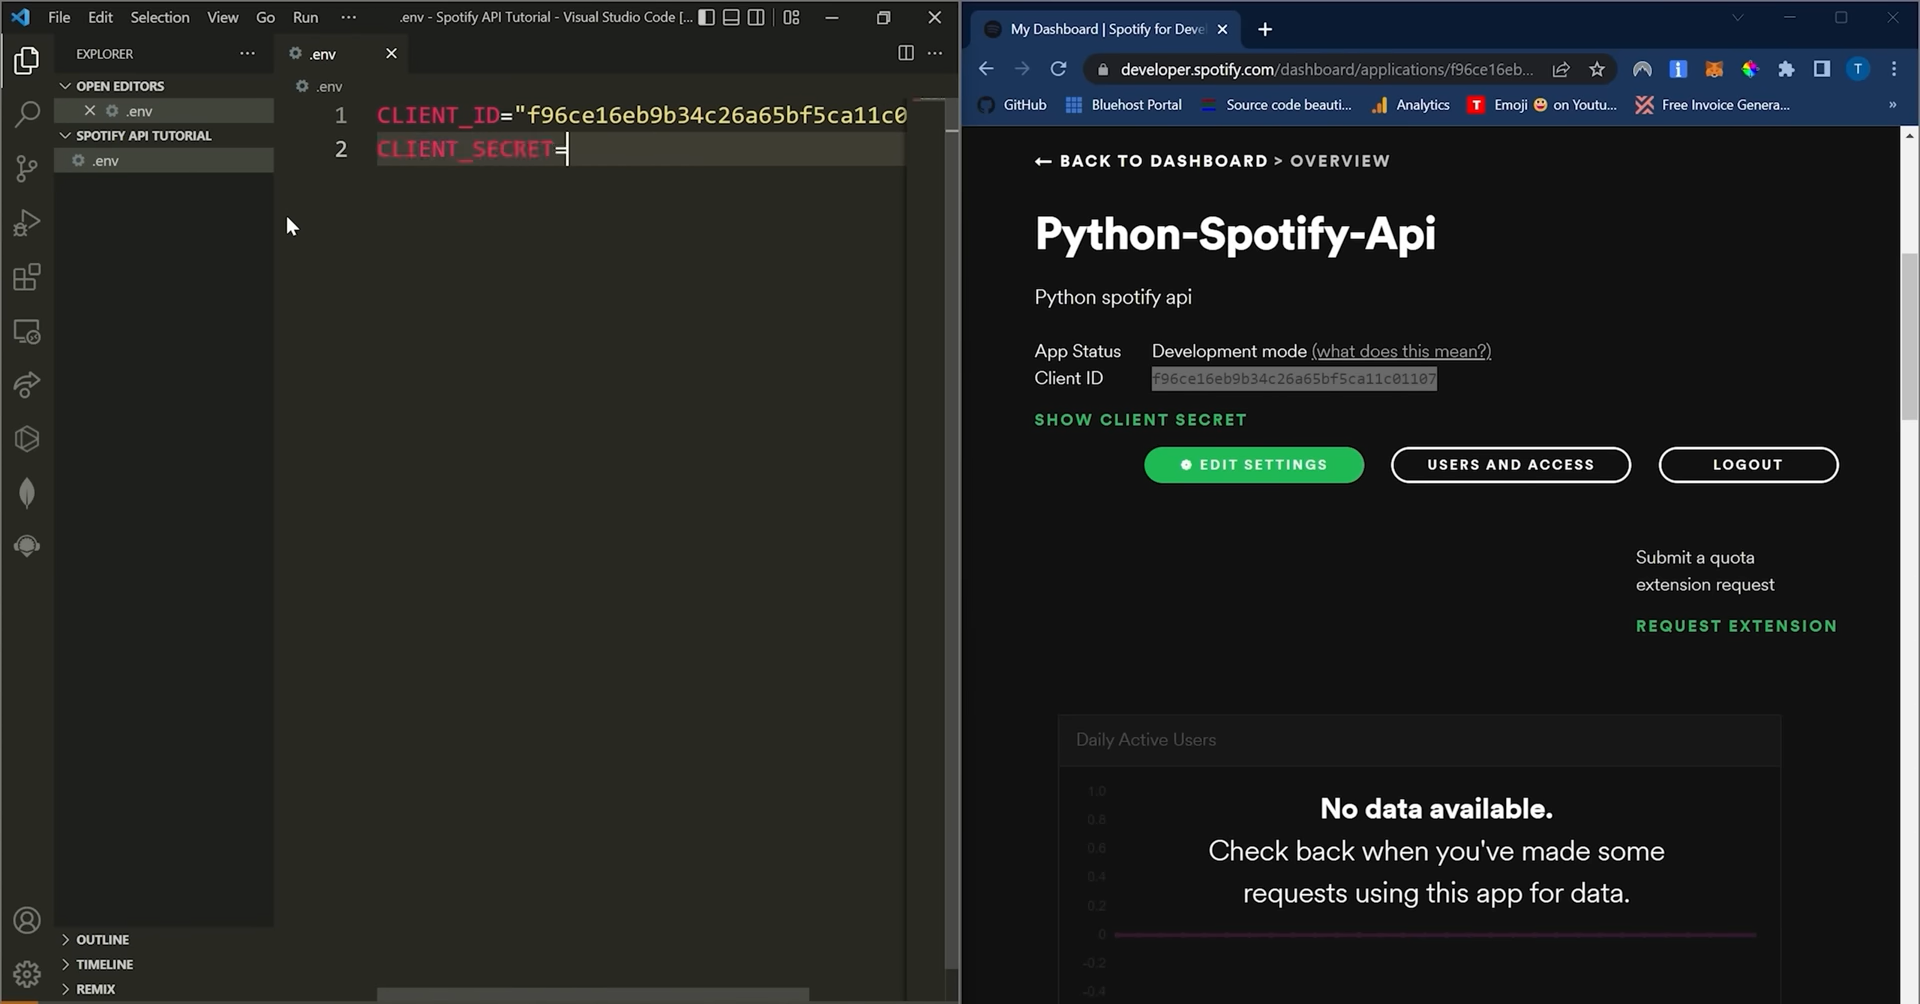 File Edit Selection View Go Run ··· .env - Spotify API Tutorial - Visual Studio Code [...
EXPLORER ···
OPEN EDITORS
.env
SPOTIFY API TUTORIAL
.env
OUTLINE
TIMELINE
REMIX
.env
.env
1 CLIENT_ID="f96ce16eb9b34c26a65bf5ca11c0
2 CLIENT_SECRET=
My Dashboard | Spotify for Deve
developer.spotify.com/dashboard/applications/f96ce16eb...
T
GitHub Bluehost Portal Source code beauti... Analytics T Emoji 😀 on Youtu... Free Invoice Genera... »
← BACK TO DASHBOARD > OVERVIEW
Python-Spotify-Api
Python spotify api
App Status Development mode (what does this mean?)
Client ID f96ce16eb9b34c26a65bf5ca11c01107
SHOW CLIENT SECRET
EDIT SETTINGS USERS AND ACCESS LOGOUT
Submit a quota
extension request
REQUEST EXTENSION
Daily Active Users
1.0
0.8
0.6
0.4
0.2
0
-0.2
-0.4
No data available.
Check back when you've made some
requests using this app for data.